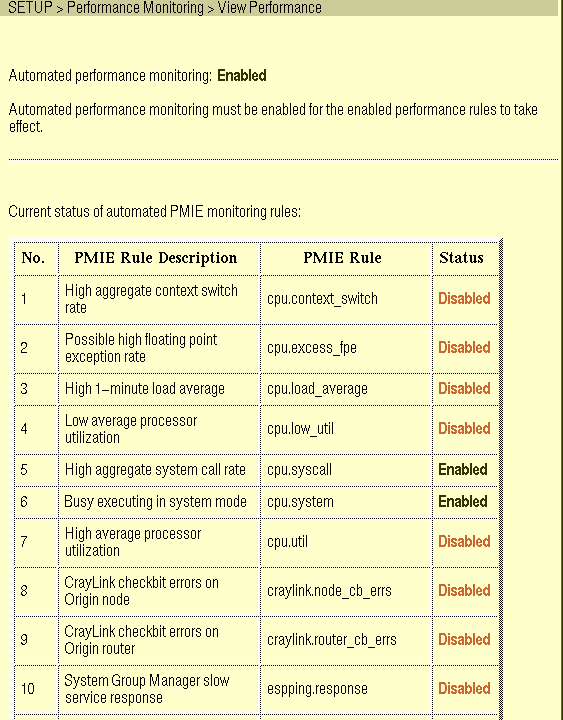 SETUP > Performance Monitoring > View Performance
Automated performance monitoring: Enabled
Automated performance monitoring must be enabled for the enabled performance rules to take
effect.
Current status of automated PMIE monitoring rules:
No. PMIE Rule Description PMIE Rule Status
1 High aggregate context switch rate cpu.context_switch Disabled
2 Possible high floating point exception rate cpu.excess_fpe Disabled
3 High 1-minute load average cpu.load_average Disabled
4 Low average processor utilization cpu.low_util Disabled
5 High aggregate system call rate cpu.syscall Enabled
6 Busy executing in system mode cpu.system Enabled
7 High average processor utilization cpu.util Disabled
8 CrayLink checkbit errors on Origin node craylink.node_cb_errs Disabled
9 CrayLink checkbit errors on Origin router craylink.router_cb_errs Disabled
10 System Group Manager slow service response espping.response Disabled